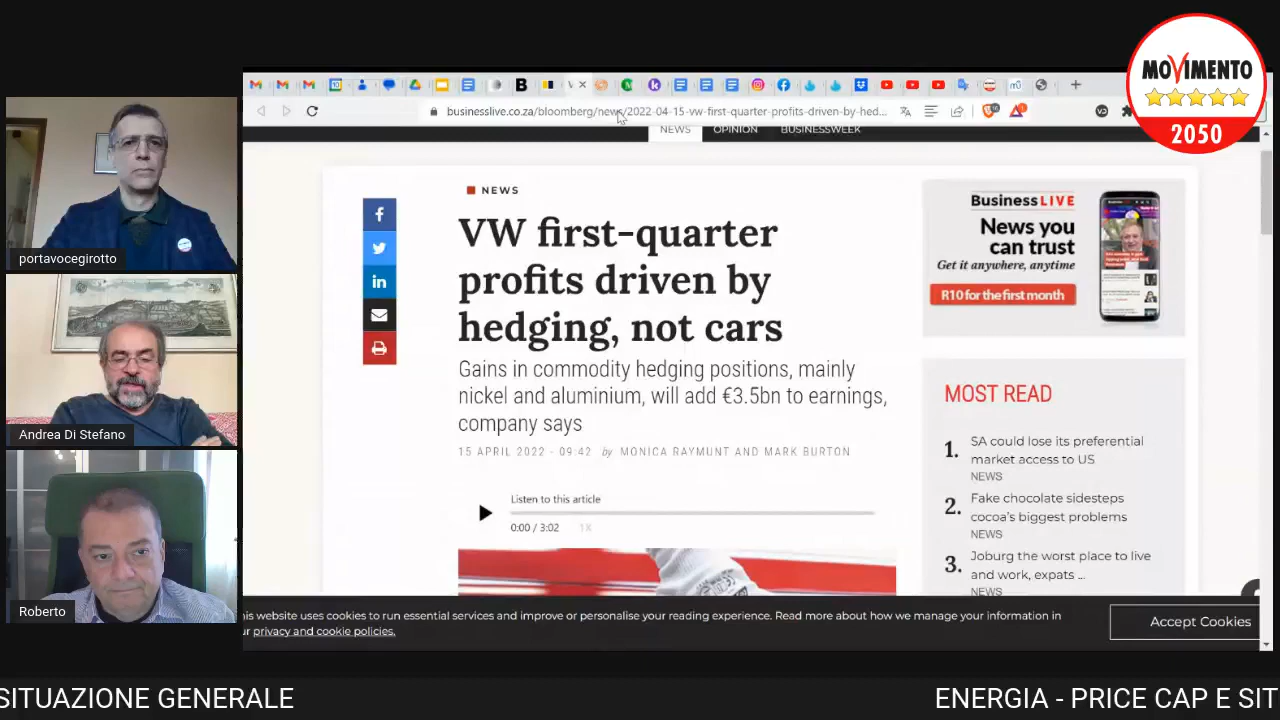 MOVIMENTO
2050
portavocegirotto
Andrea Di Stefano
Roberto
businesslive.co.za/bloomberg/news/2022-04-15-vw-first-quarter-profits-driven-by-hed...
NEWS
OPINION
BUSINESSWEEK
NEWS
VW first-quarter
profits driven by
hedging, not cars
Gains in commodity hedging positions, mainly
nickel and aluminium, will add €3.5bn to earnings,
company says
15 APRIL 2022 - 09:42 by MONICA RAYMUNT AND MARK BURTON
Listen to this article
0:00 / 3:02
1X
BusinessLIVE
News you
can trust
Get it anywhere, anytime
R10 for the first month
MOST READ
1.
SA could lose its preferential
market access to US
NEWS
2.
Fake chocolate sidesteps
cocoa's biggest problems
NEWS
3.
Joburg the worst place to live
and work, expats ...
NEWS
his website uses cookies to run essential services and improve or personalise your reading experience. Read more about how we manage your information in
ur privacy and cookie policies.
Accept Cookies
SITUAZIONE GENERALE
ENERGIA - PRICE CAP E SIT